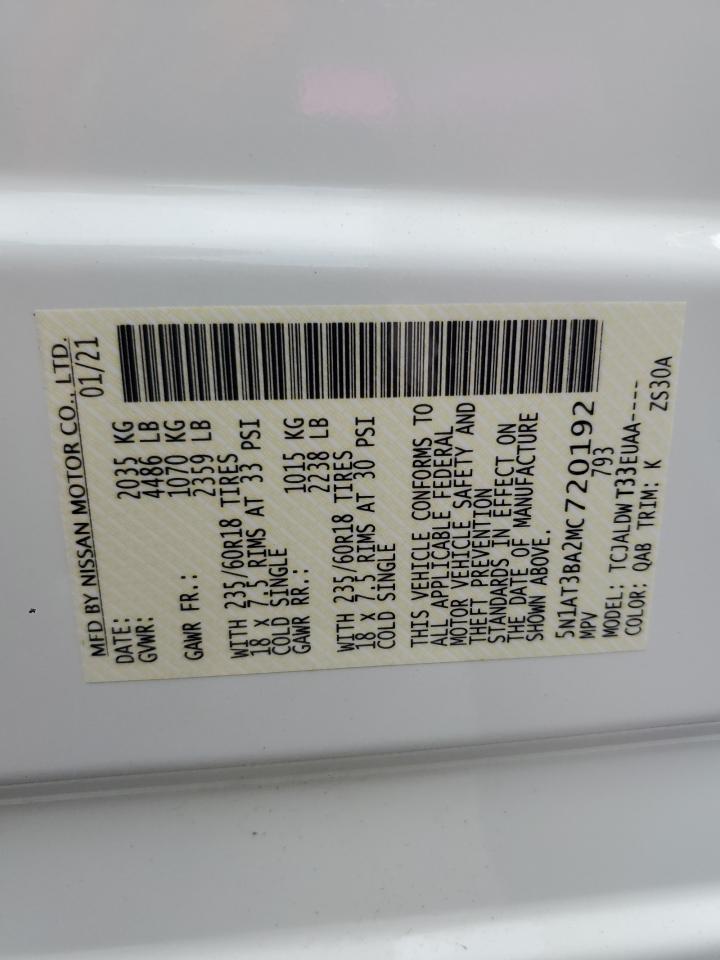 MFD BY NISSAN MOTOR CO., LTD.
DATE: 01/21
GVWR: 2035 KG
4486 LB
GAWR FR.: 1070 KG
2359 LB
WITH 235/60R18 TIRES
18 X 7.5 RIMS AT 33 PSI
COLD SINGLE
GAWR RR.: 1015 KG
2238 LB
WITH 235/60R18 TIRES
18 X 7.5 RIMS AT 30 PSI
COLD SINGLE
THIS VEHICLE CONFORMS TO
ALL APPLICABLE FEDERAL
MOTOR VEHICLE SAFETY AND
THEFT PREVENTION
STANDARDS IN EFFECT ON
THE DATE OF MANUFACTURE
SHOWN ABOVE.
5N1AT3BA2MC720192
MPV 793
MODEL: TCJALDWT33EUAA----
COLOR: QAB TRIM: K ZS30A